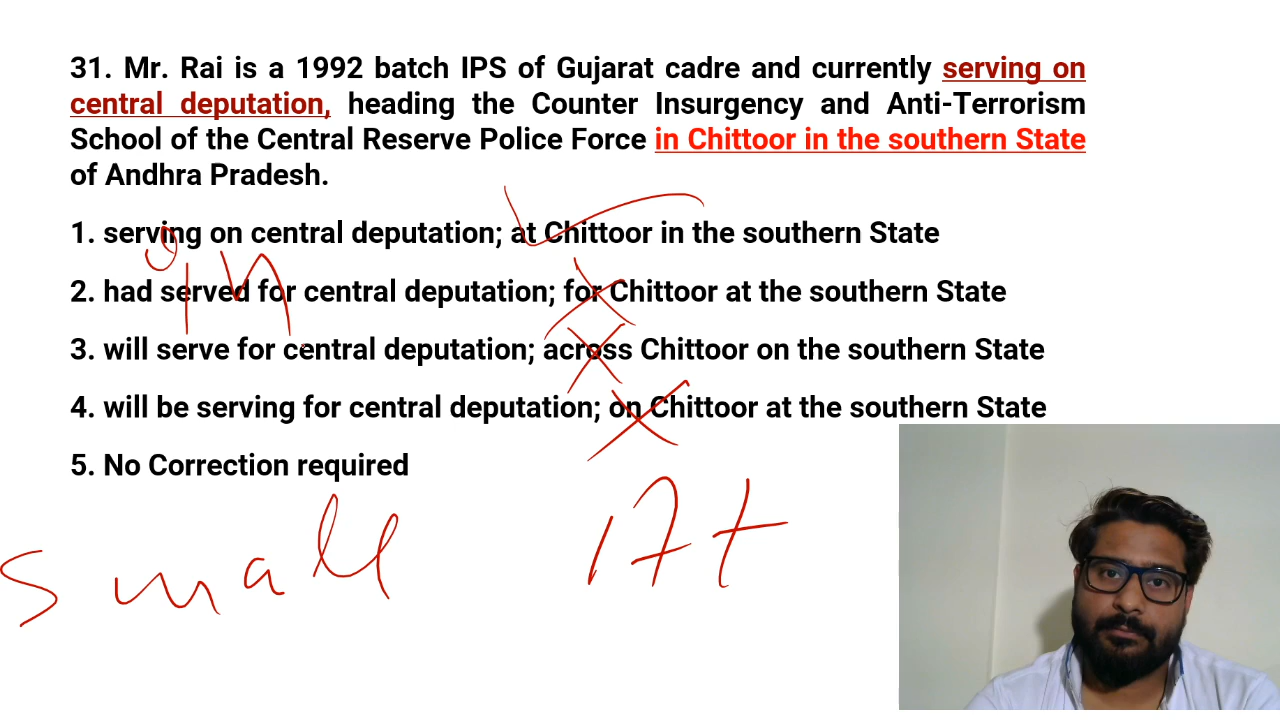 31. Mr. Rai is a 1992 batch IPS of Gujarat cadre and currently serving on
central deputation, heading the Counter Insurgency and Anti-Terrorism
School of the Central Reserve Police Force in Chittoor in the southern State
of Andhra Pradesh.
1. serving on central deputation; at Chittoor in the southern State
2. had served for central deputation; for Chittoor at the southern State
3. will serve for central deputation; across Chittoor on the southern State
4. will be serving for central deputation; on Chittoor at the southern State
5. No Correction required
in
small At